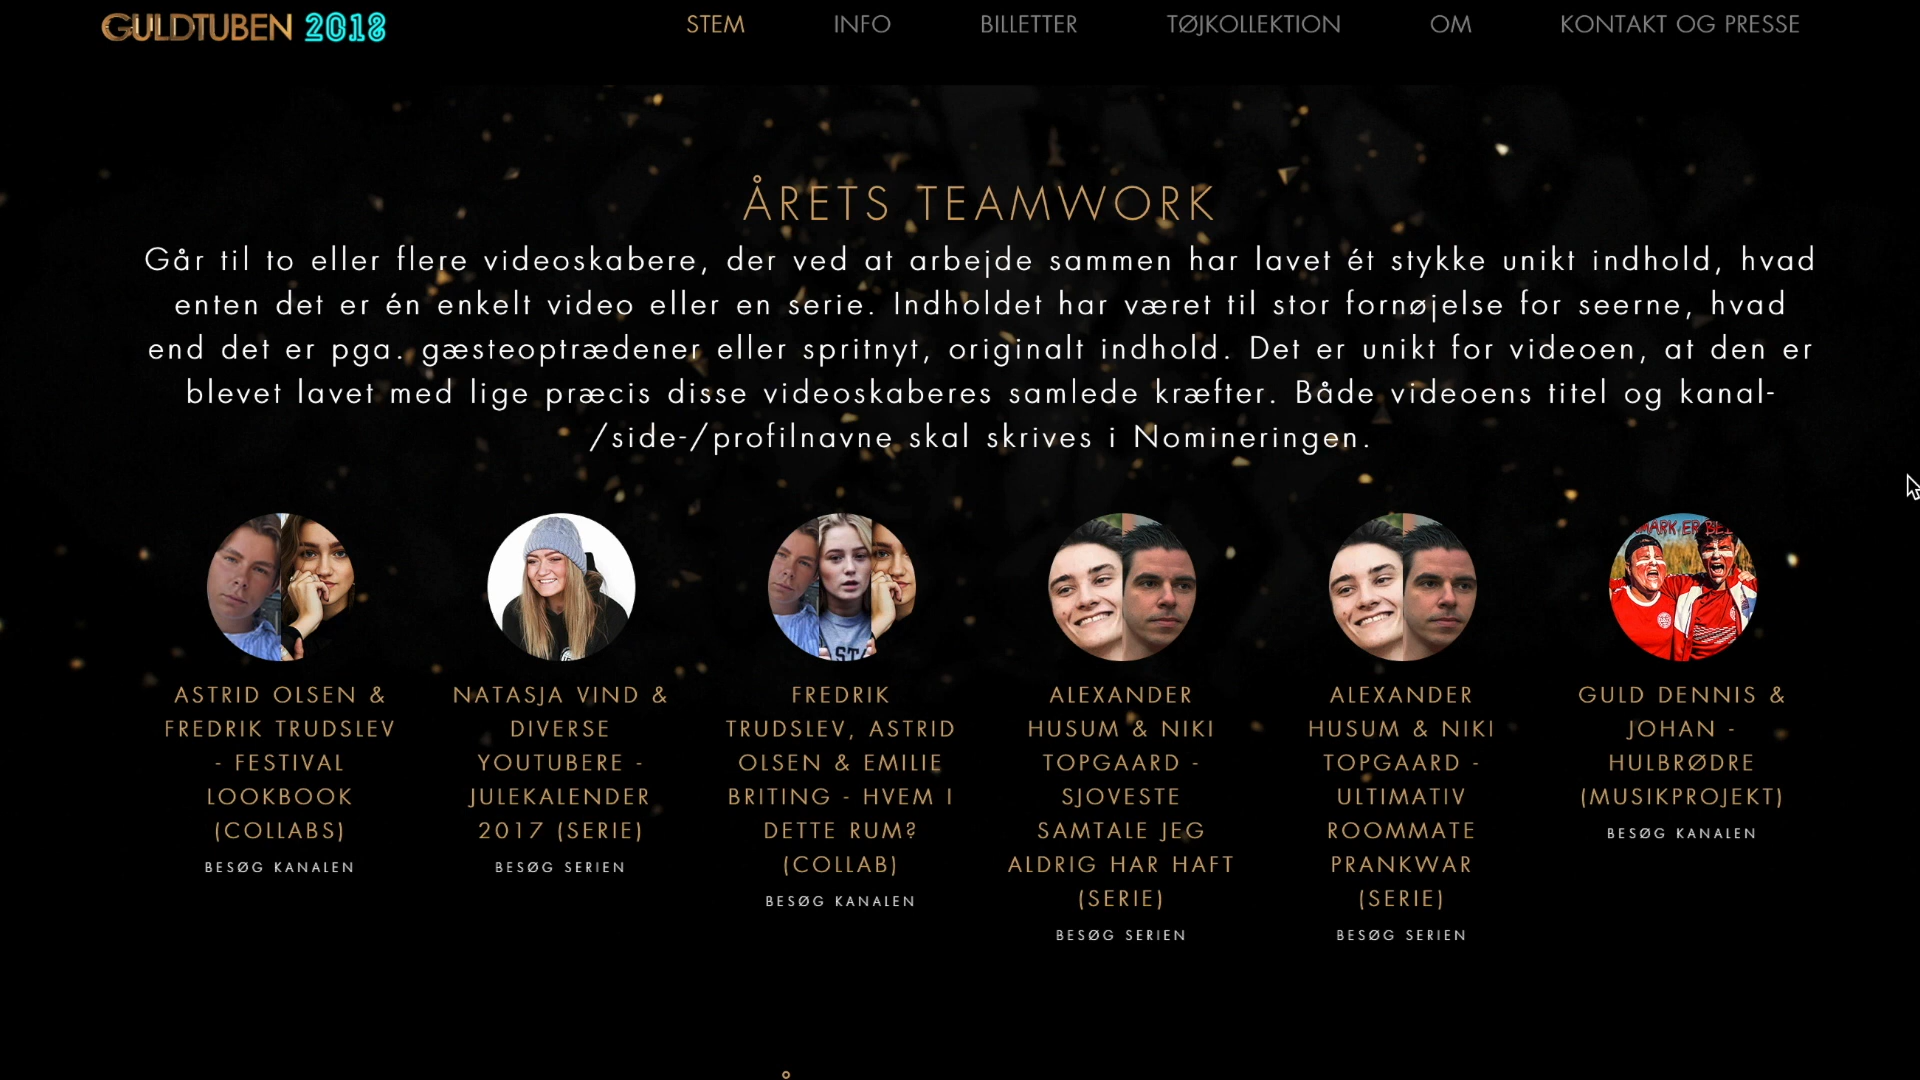 GULDTUBEN 2018
STEM INFO BILLETTER TØJKOLLEKTION OM KONTAKT OG PRESSE
ÅRETS TEAMWORK
Går til to eller flere videoskabere, der ved at arbejde sammen har lavet ét stykke unikt indhold, hvad
enten det er én enkelt video eller en serie. Indholdet har været til stor fornøjelse for seerne, hvad
end det er pga. gæsteoptrædener eller spritnyt, originalt indhold. Det er unikt for videoen, at den er
blevet lavet med lige præcis disse videoskaberes samlede kræfter. Både videoens titel og kanal-
/side-/profilnavne skal skrives i Nomineringen.
ASTRID OLSEN &
FREDRIK TRUDSLEV
- FESTIVAL
LOOKBOOK
(COLLABS)
BESØG KANALEN
NATASJA VIND &
DIVERSE
YOUTUBERE -
JULEKALENDER
2017 (SERIE)
BESØG SERIEN
FREDRIK
TRUDSLEV, ASTRID
OLSEN & EMILIE
BRITING - HVEM I
DETTE RUM?
(COLLAB)
BESØG KANALEN
ALEXANDER
HUSUM & NIKI
TOPGAARD -
SJOVESTE
SAMTALE JEG
ALDRIG HAR HAFT
(SERIE)
BESØG SERIEN
ALEXANDER
HUSUM & NIKI
TOPGAARD -
ULTIMATIV
ROOMMATE
PRANKWAR
(SERIE)
BESØG SERIEN
GULD DENNIS &
JOHAN -
HULBRØDRE
(MUSIKPROJEKT)
BESØG KANALEN